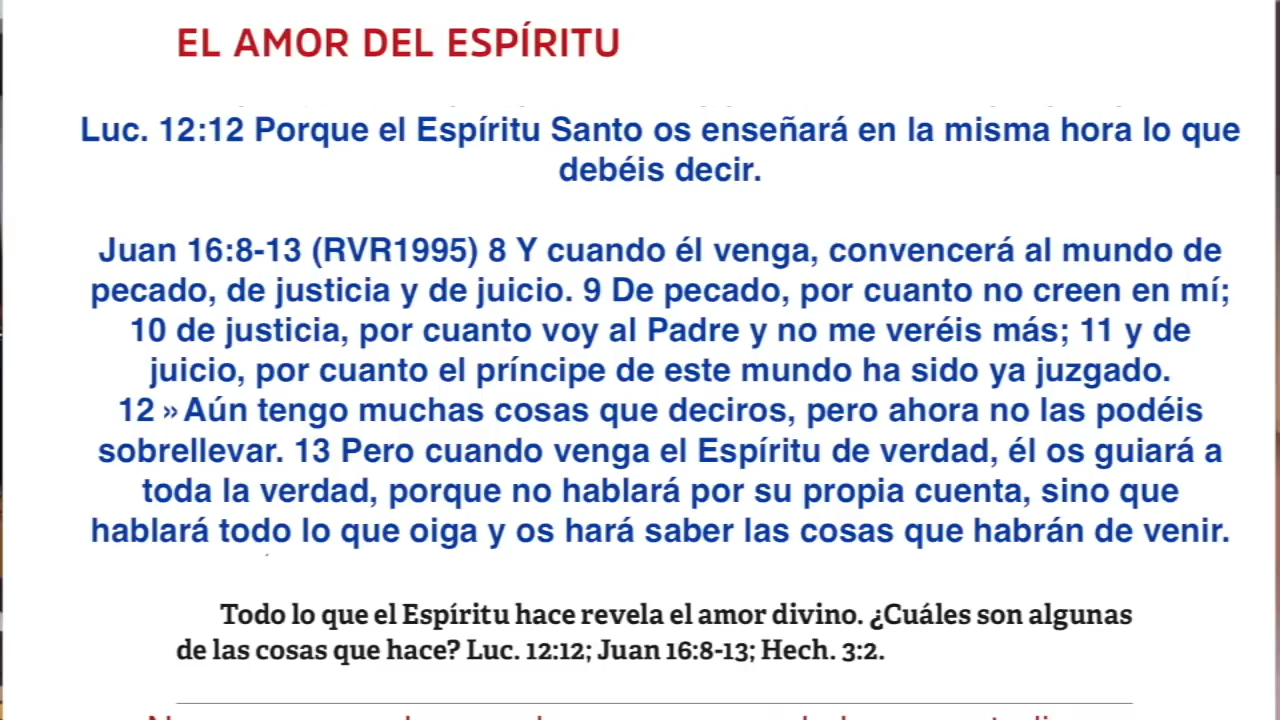 EL AMOR DEL ESPÍRITU
Luc. 12:12 Porque el Espíritu Santo os enseñará en la misma hora lo que
debéis decir.
Juan 16:8-13 (RVR1995) 8 Y cuando él venga, convencerá al mundo de
pecado, de justicia y de juicio. 9 De pecado, por cuanto no creen en mí;
10 de justicia, por cuanto voy al Padre y no me veréis más; 11 y de
juicio, por cuanto el príncipe de este mundo ha sido ya juzgado.
12 »Aún tengo muchas cosas que deciros, pero ahora no las podéis
sobrellevar. 13 Pero cuando venga el Espíritu de verdad, él os guiará a
toda la verdad, porque no hablará por su propia cuenta, sino que
hablará todo lo que oiga y os hará saber las cosas que habrán de venir.
Todo lo que el Espíritu hace revela el amor divino. ¿Cuáles son algunas
de las cosas que hace? Luc. 12:12; Juan 16:8-13; Hech. 3:2.